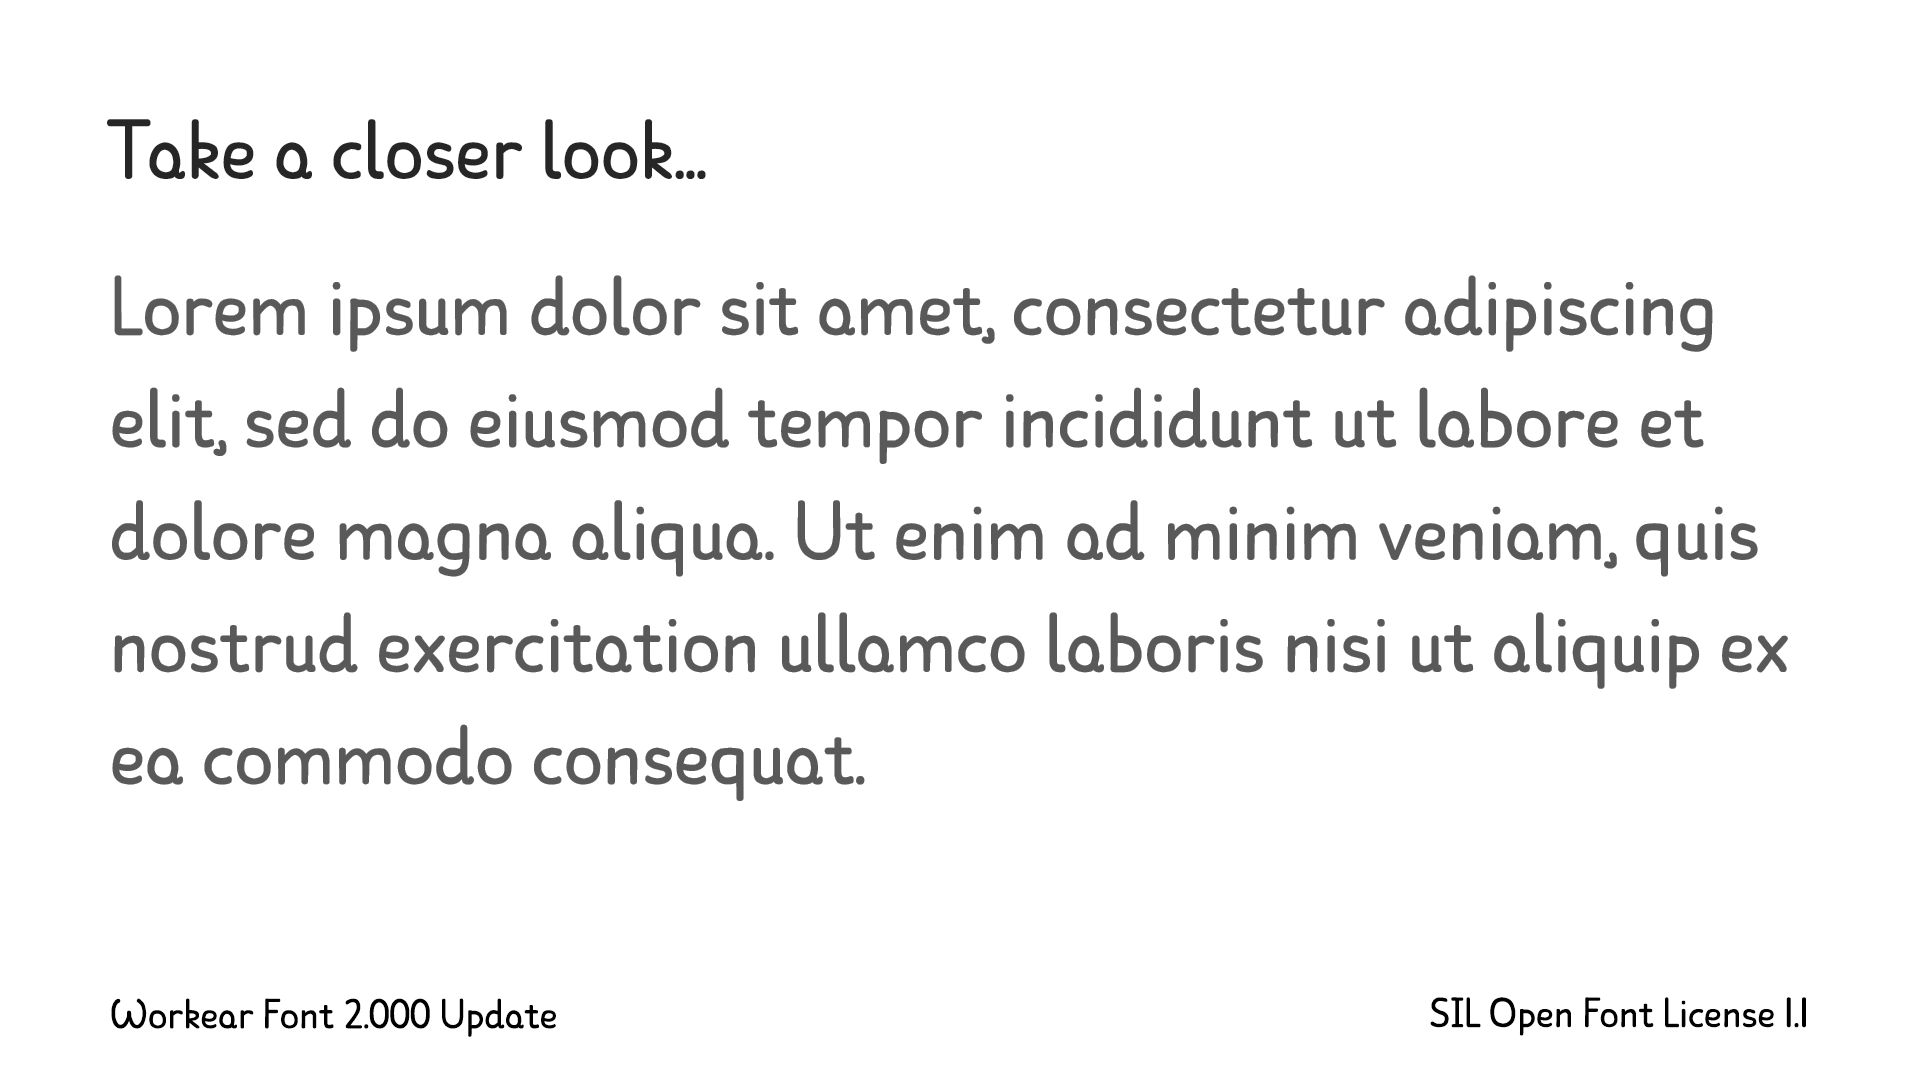 Take a closer look...
Lorem ipsum dolor sit amet, consectetur adipiscing
elit, sed do eiusmod tempor incididunt ut labore et
dolore magna aliqua. Ut enim ad minim veniam, quis
nostrud exercitation ullamco laboris nisi ut aliquip ex
ea commodo consequat.
Workear Font 2.000 Update
SIL Open Font License 1.1